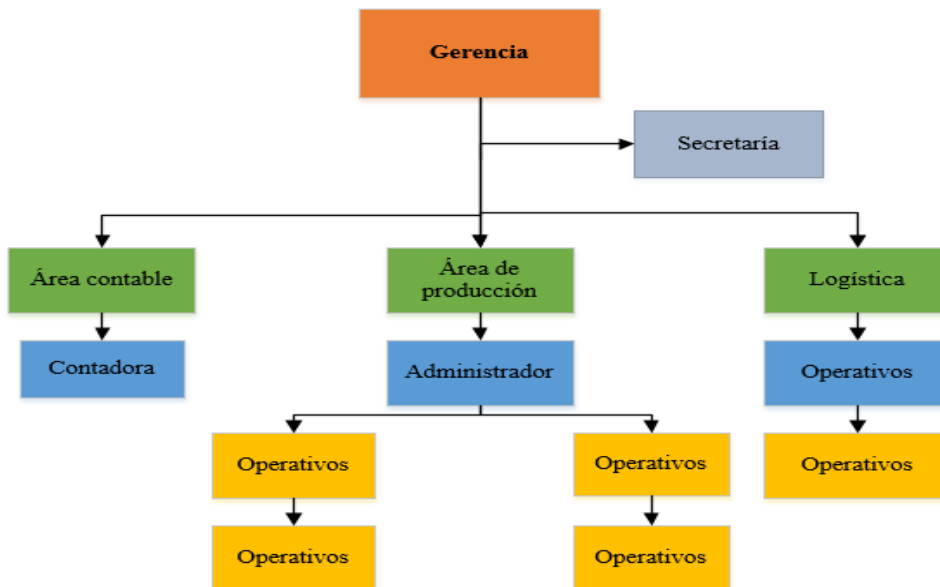 Gerencia
Secretaría
Área contable
Área de
producción
Logística
Contadora
Administrador
Operativos
Operativos
Operativos
Operativos
Operativos
Operativos